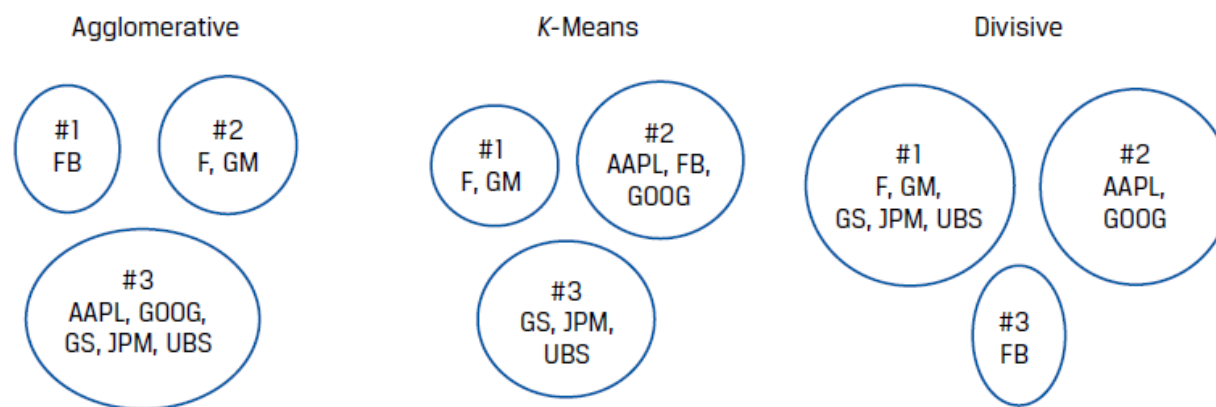 Agglomerative
#1
FB
#2
F, GM
#3
AAPL, GOOG,
GS, JPM, UBS
K-Means
#1
F, GM
#2
AAPL, FB,
GOOG
#3
GS, JPM,
UBS
Divisive
#1
F, GM,
GS, JPM, UBS
#2
AAPL,
GOOG
#3
FB